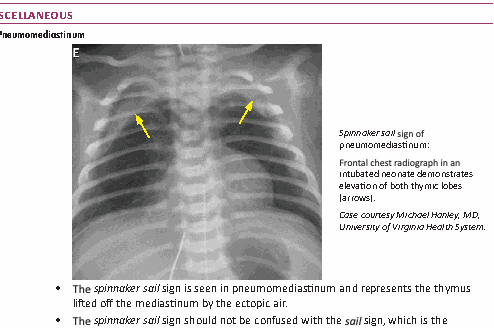 SCELLANEOUS
Pneumomediastinum
E
Spinnaker sail sign of
pneumomediastinum:
Frontal chest radiograph in an
intubated neonate demonstrates
elevation of both thymic lobes
(arrows).
Case courtesy Michael Hanley, MD,
University of Virginia Health System.
• The spinnaker sail sign is seen in pneumomediastinum and represents the thymus
lifted off the mediastinum by the ectopic air.
• The spinnaker sail sign should not be confused with the sail sign, which is the